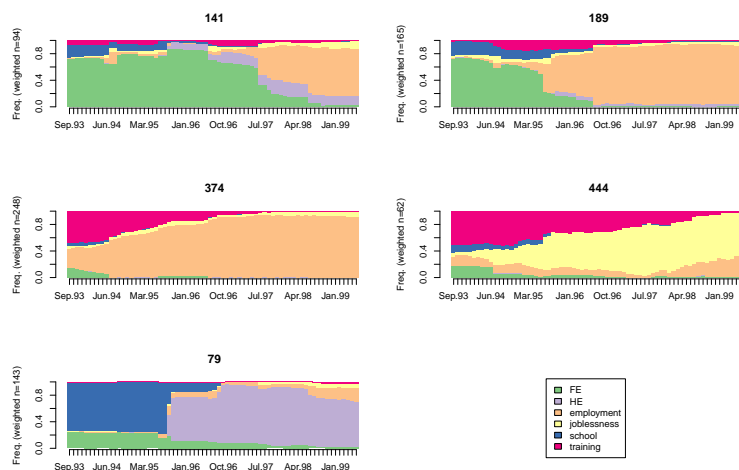 141
Freq. (weighted n=94)
0.0 0.4 0.8
Sep.93 Jun.94 Mar.95 Jan.96 Oct.96 Jul.97 Apr.98 Jan.99
189
Freq. (weighted n=165)
0.0 0.4 0.8
Sep.93 Jun.94 Mar.95 Jan.96 Oct.96 Jul.97 Apr.98 Jan.99
374
Freq. (weighted n=248)
0.0 0.4 0.8
Sep.93 Jun.94 Mar.95 Jan.96 Oct.96 Jul.97 Apr.98 Jan.99
444
Freq. (weighted n=62)
0.0 0.4 0.8
Sep.93 Jun.94 Mar.95 Jan.96 Oct.96 Jul.97 Apr.98 Jan.99
79
Freq. (weighted n=143)
0.0 0.4 0.8
Sep.93 Jun.94 Mar.95 Jan.96 Oct.96 Jul.97 Apr.98 Jan.99
FE
HE
employment
joblessness
school
training